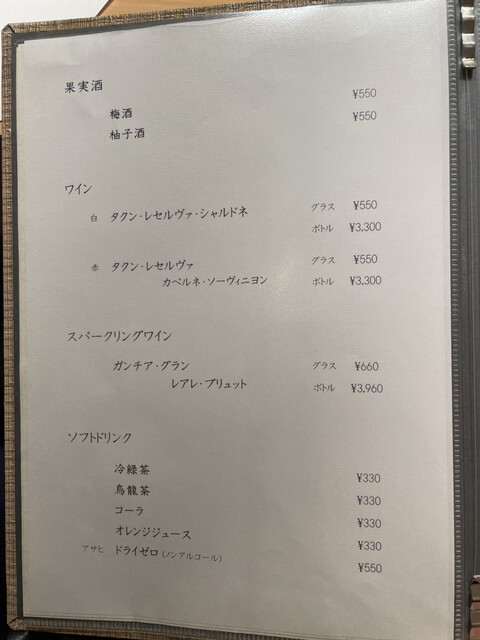 果実酒
梅酒 ¥550
柚子酒 ¥550
ワイン
白 タクン・レセルヴァ・シャルドネ グラス ¥550
ボトル ¥3,300
赤 タクン・レセルヴァ グラス ¥550
カベルネ・ソーヴィニヨン ボトル ¥3,300
スパークリングワイン
ガンチア・グラン グラス ¥660
レアレ・ブリュット ボトル ¥3,960
ソフトドリンク
冷緑茶 ¥330
烏龍茶 ¥330
コーラ ¥330
オレンジジュース ¥330
アサヒ ドライゼロ (ノンアルコール) ¥550